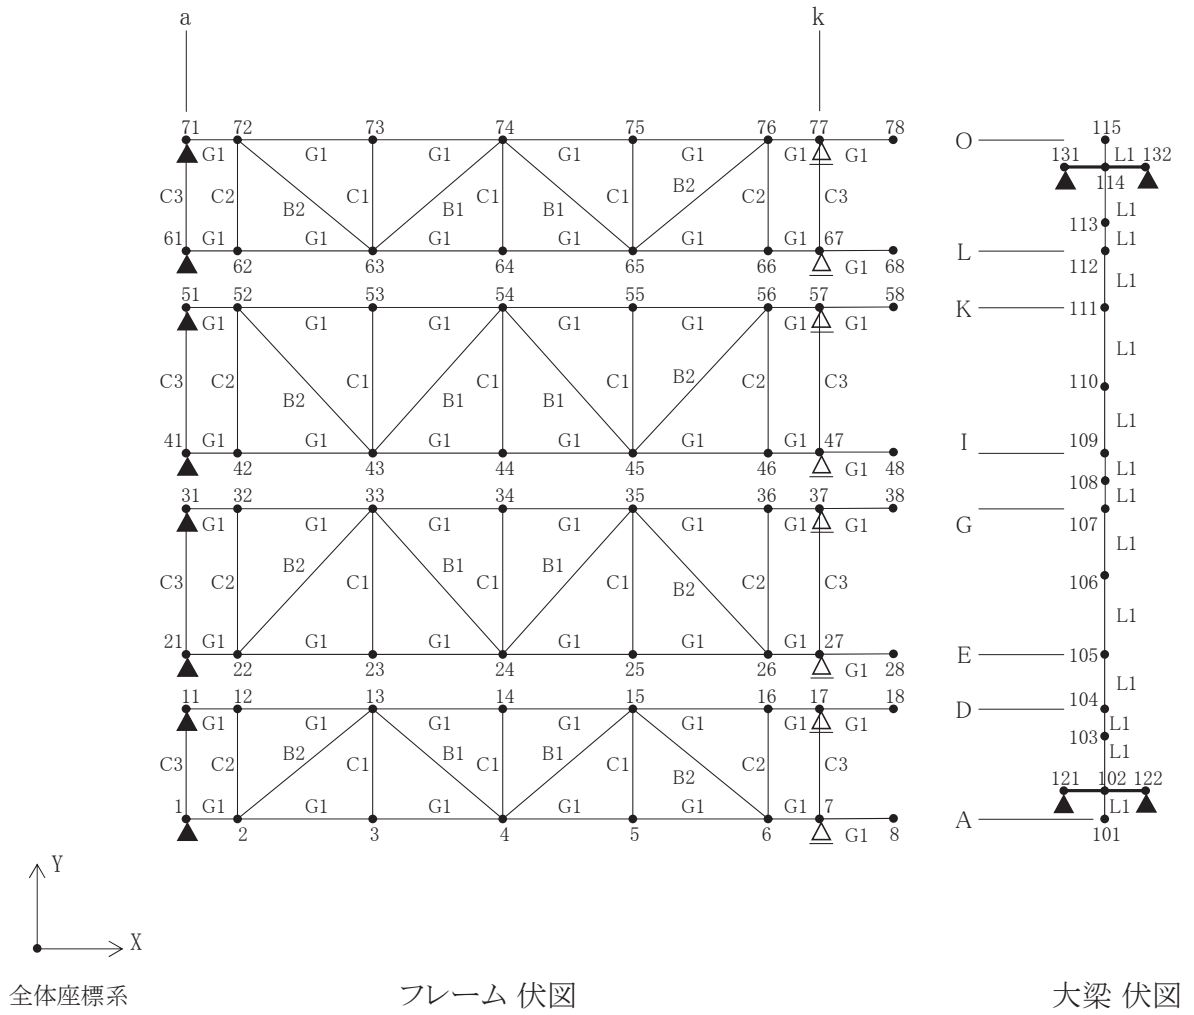 a k
71 72 73 74 75 76 77 78
G1 G1 G1 G1 G1 G1 G1
C3 C2 B2 C1 B1 C1 B1 C1 B2 C2 C3
61 G1 G1 G1 G1 G1 G1 67
62 63 64 65 66 G1 68
51 52 53 54 55 56 57 58
G1 G1 G1 G1 G1 G1 G1
C3 C2 B2 C1 B1 C1 B1 C1 B2 C2 C3
41 G1 G1 G1 G1 G1 G1 47
42 43 44 45 46 G1 48
31 32 33 34 35 36 37 38
G1 G1 G1 G1 G1 G1 G1
C3 C2 B2 C1 B1 C1 B1 C1 B2 C2 C3
21 G1 G1 G1 G1 G1 G1 27
22 23 24 25 26 G1 28
11 12 13 14 15 16 17 18
G1 G1 G1 G1 G1 G1 G1
C3 C2 B2 C1 B1 C1 B1 C1 B2 C2 C3
1 G1 G1 G1 G1 G1 G1 7
2 3 4 5 6 G1 8
O 115
131 L1 132
114
L1
113
L1
L 112
L1
K 111
L1
110
L1
I 109
L1
108
L1
G 107
L1
106
L1
E 105
L1
104
D L1
103
L1
121 102 122
L1
A 101
Y
X
全体座標系
フレーム 伏図
大梁 伏図